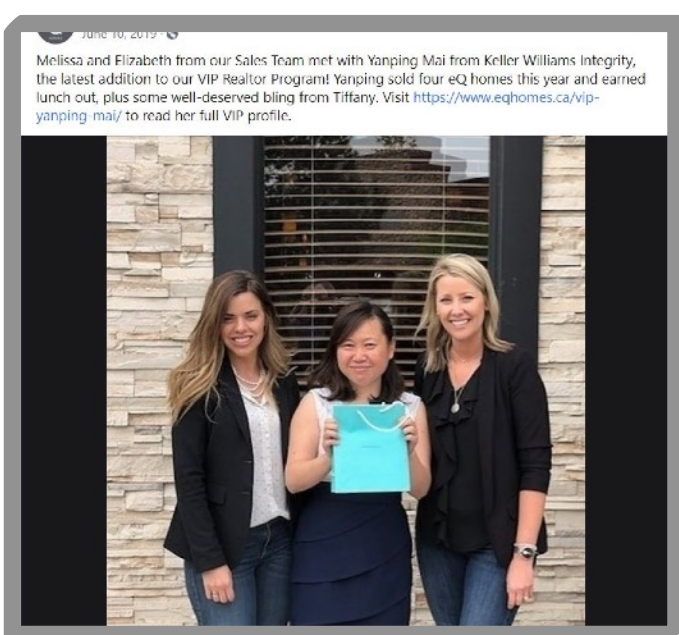 June 10, 2019 ·
Melissa and Elizabeth from our Sales Team met with Yanping Mai from Keller Williams Integrity,
the latest addition to our VIP Realtor Program! Yanping sold four eQ homes this year and earned
lunch out, plus some well-deserved bling from Tiffany. Visit https://www.eqhomes.ca/vip-
yanping-mai/ to read her full VIP profile.